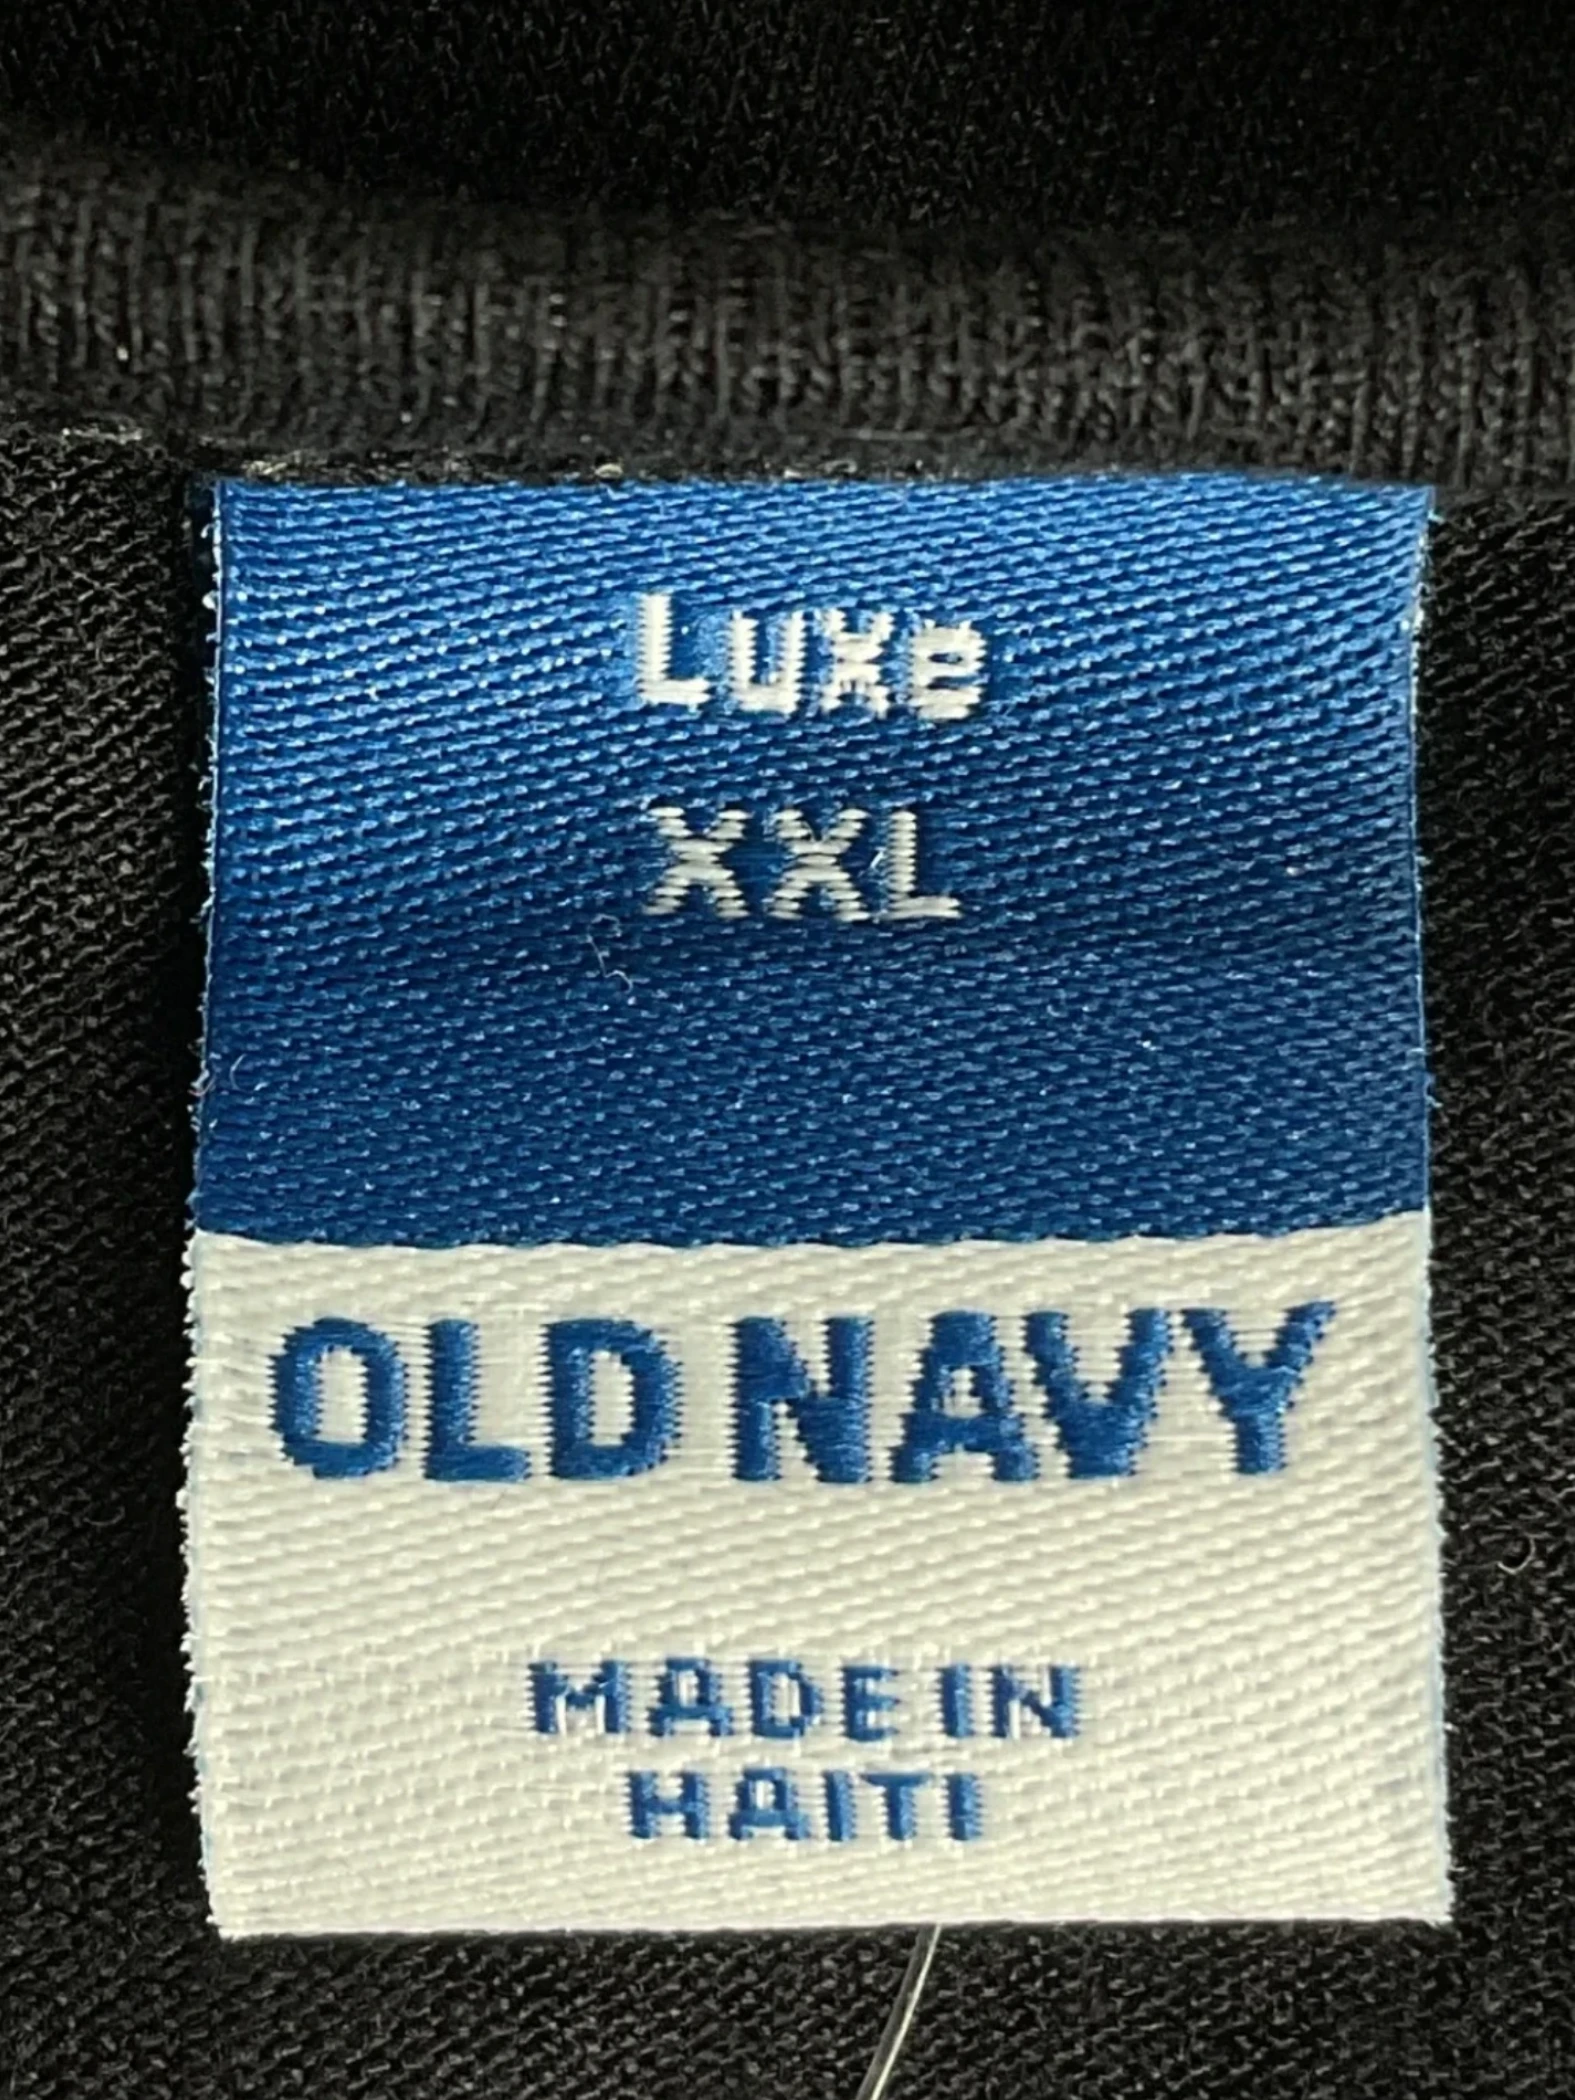 Luxe
XXL
OLD NAVY
MADE IN
HAITI